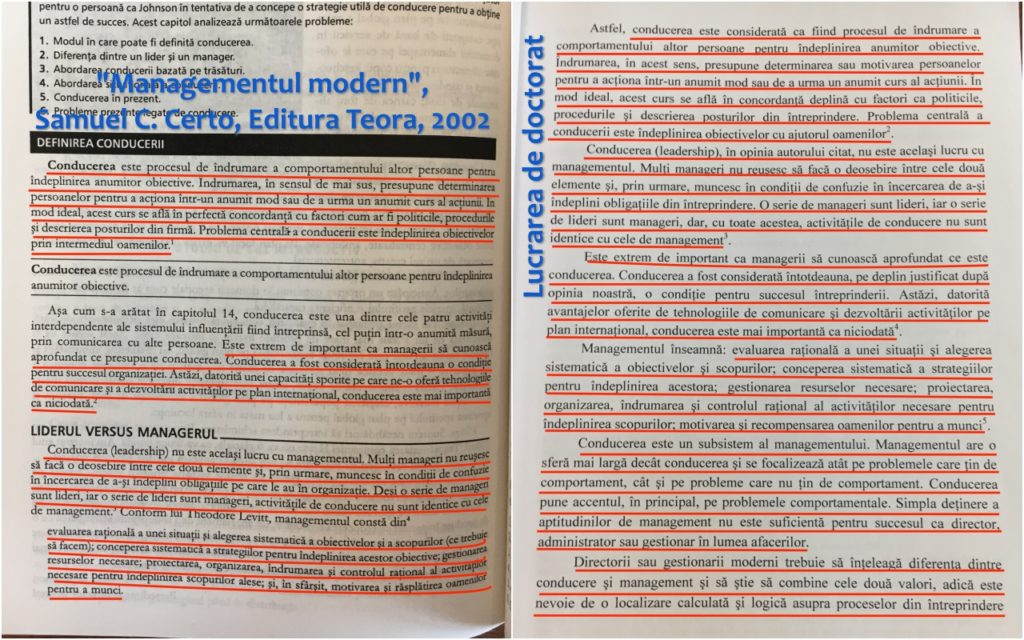 pentru o persoană ca Johnson în tentativa de a concepe o strategie utilă de conducere pentru a obține
un astfel de succes. Acest capitol analizează următoarele probleme:
1. Modul în care poate fi definită conducerea.
2. Diferența dintre un lider și un manager.
3. Abordarea conducerii bazată pe trăsături.
4. Abordarea
5. Conducerea în prezent.
6. Probleme prezente legate de conducere.
"Managementul modern",
Samuel C. Certo, Editura Teora, 2002
DEFINIREA CONDUCERII
Conducerea este procesul de îndrumare a comportamentului altor persoane pentru
îndeplinirea anumitor obiective. Indrumarea, în sensul de mai sus, presupune determinarea
persoanelor pentru a acționa într-un anumit mod sau de a urma un anumit curs al acțiunii. În
mod ideal, acest curs se află în perfectă concordanță cu factori cum ar fi politicile, procedurile
și descrierea posturilor din firmă. Problema centrală a conducerii este îndeplinirea obiectivelor
prin intermediul oamenilor.1
Conducerea este procesul de îndrumare a comportamentului altor persoane pentru îndeplinirea
anumitor obiective.
Așa cum s-a arătat în capitolul 14, conducerea este una dintre cele patru activități
interdependente ale sistemului influențării fiind întreprinsă, cel puțin într-o anumită măsură,
prin comunicarea cu alte persoane. Este extrem de important ca managerii să cunoască
aprofundat ce presupune conducerea. Conducerea a fost considerată întotdeauna o condiție
pentru succesul organizației. Astăzi, datorită unei capacități sporite pe care ne-o oferă tehnologiile
de comunicare și a dezvoltării activităților pe plan internațional, conducerea este mai importantă
ca niciodată.2
LIDERUL VERSUS MANAGERUL
Conducerea (leadership) nu este același lucru cu managementul. Mulți manageri nu reușesc
să facă o deosebire între cele două elemente și, prin urmare, muncesc în condiții de confuzie
în încercarea de a-și îndeplini obligațiile pe care le au în organizație. Deși o serie de manageri
sunt lideri, iar o serie de lideri sunt manageri, activitățile de conducere nu sunt identice cu cele
de management.3 Conform lui Theodore Levitt, managementul constă din4
evaluarea rațională a unei situații și alegerea sistematică a obiectivelor și a scopurilor (ce trebuie
să facem); conceperea sistematică a strategiilor pentru îndeplinirea acestor obiective; gestionarea
resurselor necesare; proiectarea, organizarea, îndrumarea și controlul rațional al activităților
necesare pentru îndeplinirea scopurilor alese; și, în sfârșit, motivarea și răsplătirea oamenilor
pentru a munci.
Lucrarea de doctorat
Astfel, conducerea este considerată ca fiind procesul de îndrumare a
comportamentului altor persoane pentru îndeplinirea anumitor obiective.
Îndrumarea, în acest sens, presupune determinarea sau motivarea persoanelor
pentru a acționa într-un anumit mod sau de a urma un anumit curs al acțiunii. În
mod ideal, acest curs se află în concordanță deplină cu factori ca politicile,
procedurile și descrierea posturilor din întreprindere. Problema centrală a
conducerii este îndeplinirea obiectivelor cu ajutorul oamenilor2.
Conducerea (leadership), în opinia autorului citat, nu este același lucru cu
managementul. Multi manageri nu reusesc să facă o deosebire între cele două
elemente și, prin urmare, muncesc în condiții de confuzie în încercarea de a-și
îndeplini obligațiile din întreprindere. O serie de manageri sunt lideri, iar o serie
de lideri sunt manageri, dar, cu toate acestea, activitățile de conducere nu sunt
identice cu cele de management3.
Este extrem de important ca managerii să cunoască aprofundat ce este
conducerea. Conducerea a fost considerată întotdeauna, pe deplin justificat după
opinia noastră, o condiție pentru succesul întreprinderii. Astăzi, datorită
avantajelor oferite de tehnologiile de comunicare și dezvoltării activităților pe
plan internațional, conducerea este mai importantă ca niciodată4.
Managementul înseamnă: evaluarea rațională a unei situații și alegerea
sistematică a obiectivelor și scopurilor; conceperea sistematică a strategiilor
pentru îndeplinirea acestora; gestionarea resurselor necesare; proiectarea,
organizarea, îndrumarea și controlul rațional al activităților necesare pentru
îndeplinirea scopurilor; motivarea și recompensarea oamenilor pentru a munci5.
Conducerea este un subsistem al managementului. Managementul are o
sferă mai largă decât conducerea și se focalizează atât pe problemele care țin de
comportament, cât și pe probleme care nu țin de comportament. Conducerea
pune accentul, în principal, pe problemele comportamentale. Simpla deținere a
aptitudinilor de management nu este suficientă pentru succesul ca director,
administrator sau gestionar în lumea afacerilor.
Directorii sau gestionarii moderni trebuie să înțeleagă diferenta dintre
conducere și management și să știe să combine cele două valori, adică este
nevoie de o localizare calculată și logică asupra proceselor din întreprindere